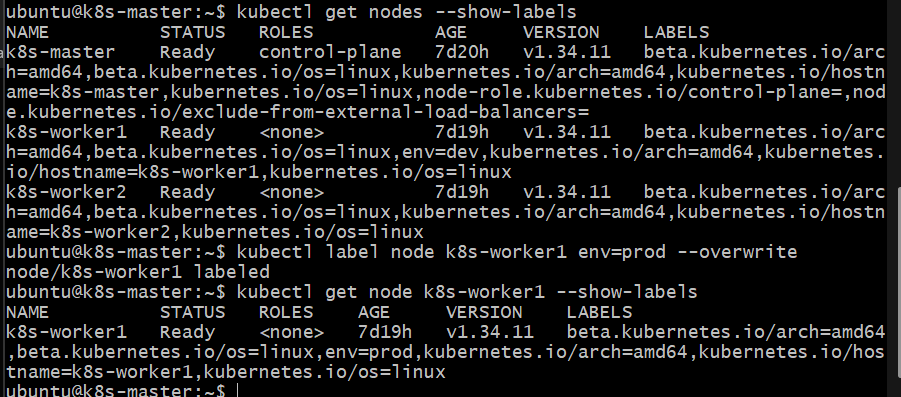 ubuntu@k8s-master:~$ kubectl get nodes --show-labels
NAME STATUS ROLES AGE VERSION LABELS
k8s-master Ready control-plane 7d20h v1.34.11 beta.kubernetes.io/arc
h=amd64,beta.kubernetes.io/os=linux,kubernetes.io/arch=amd64,kubernetes.io/hostn
ame=k8s-master,kubernetes.io/os=linux,node-role.kubernetes.io/control-plane=,nod
e.kubernetes.io/exclude-from-external-load-balancers=
k8s-worker1 Ready <none> 7d19h v1.34.11 beta.kubernetes.io/arc
h=amd64,beta.kubernetes.io/os=linux,env=dev,kubernetes.io/arch=amd64,kubernetes.
io/hostname=k8s-worker1,kubernetes.io/os=linux
k8s-worker2 Ready <none> 7d19h v1.34.11 beta.kubernetes.io/arc
h=amd64,beta.kubernetes.io/os=linux,kubernetes.io/arch=amd64,kubernetes.io/hostn
ame=k8s-worker2,kubernetes.io/os=linux
ubuntu@k8s-master:~$ kubectl label node k8s-worker1 env=prod --overwrite
node/k8s-worker1 labeled
ubuntu@k8s-master:~$ kubectl get node k8s-worker1 --show-labels
NAME STATUS ROLES AGE VERSION LABELS
k8s-worker1 Ready <none> 7d19h v1.34.11 beta.kubernetes.io/arch=amd64
,beta.kubernetes.io/os=linux,env=prod,kubernetes.io/arch=amd64,kubernetes.io/hos
tname=k8s-worker1,kubernetes.io/os=linux
ubuntu@k8s-master:~$